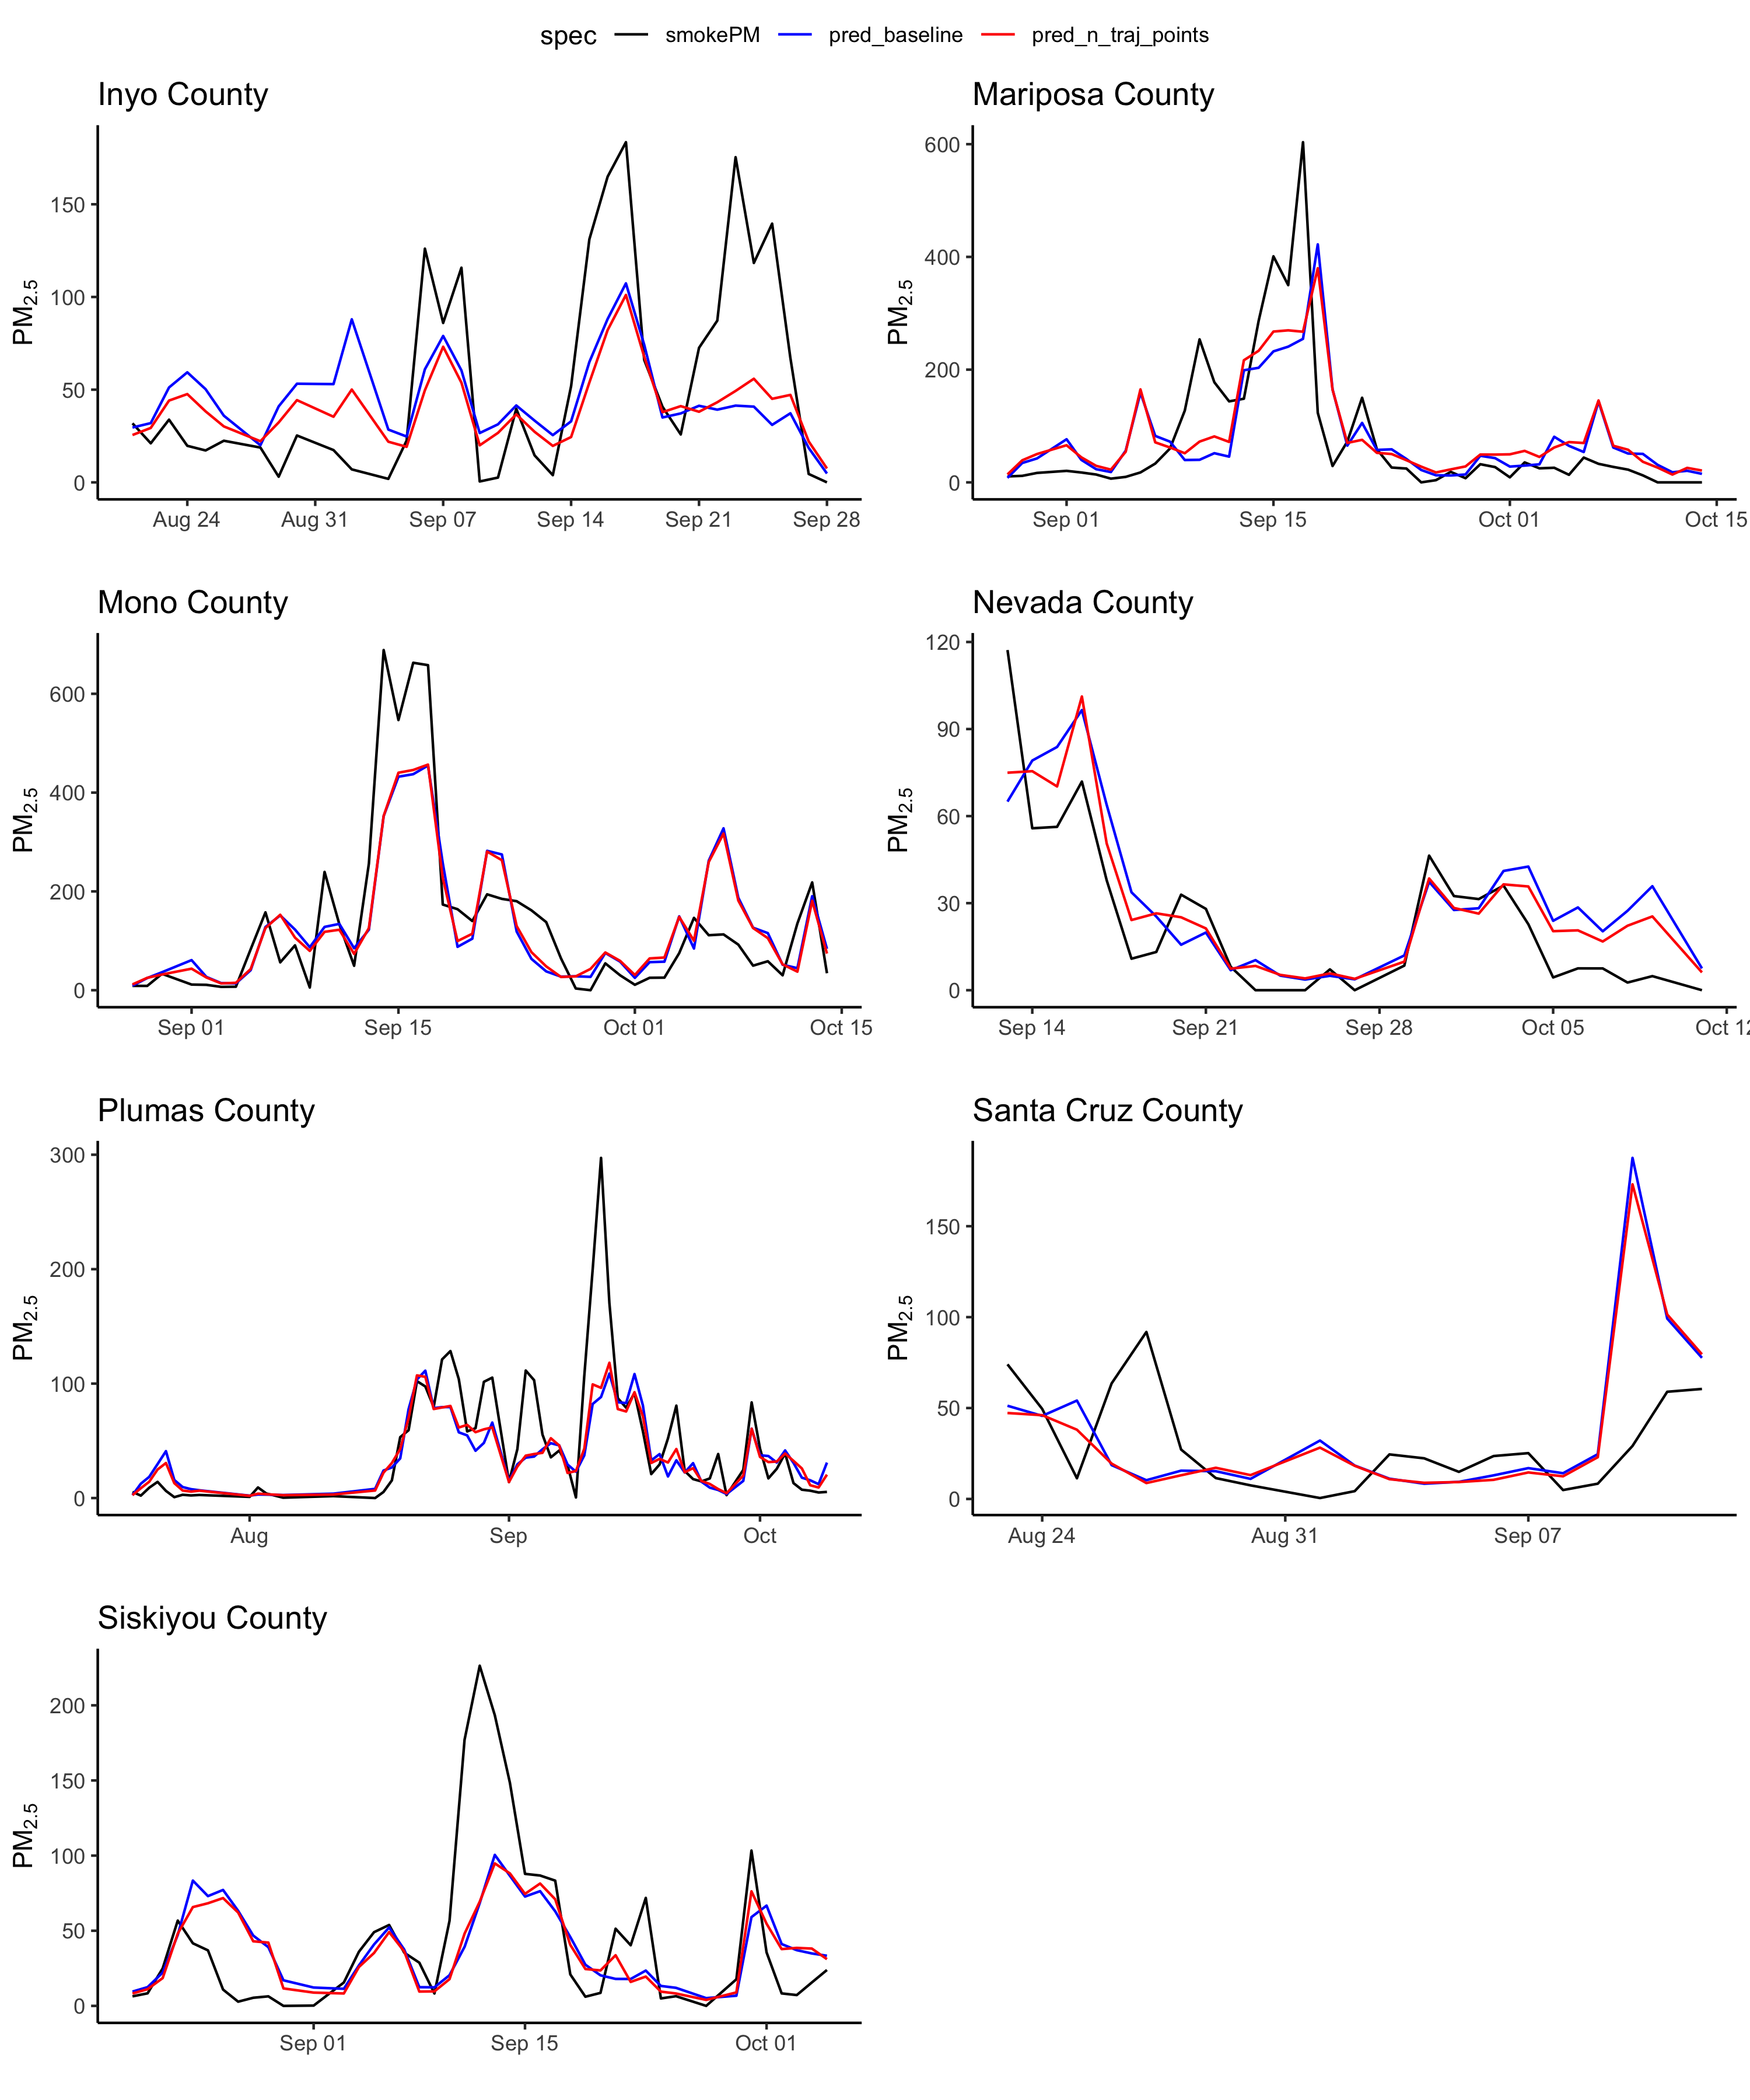 spec smokePM pred_baseline pred_n_traj_points
Inyo County
PM2.5
150
100
50
0
Aug 24 Aug 31 Sep 07 Sep 14 Sep 21 Sep 28
Mariposa County
PM2.5
600
400
200
0
Sep 01 Sep 15 Oct 01 Oct 15
Mono County
PM2.5
600
400
200
0
Sep 01 Sep 15 Oct 01 Oct 15
Nevada County
PM2.5
120
90
60
30
0
Sep 14 Sep 21 Sep 28 Oct 05 Oct 12
Plumas County
PM2.5
300
200
100
0
Aug Sep Oct
Santa Cruz County
PM2.5
150
100
50
0
Aug 24 Aug 31 Sep 07
Siskiyou County
PM2.5
200
150
100
50
0
Sep 01 Sep 15 Oct 01